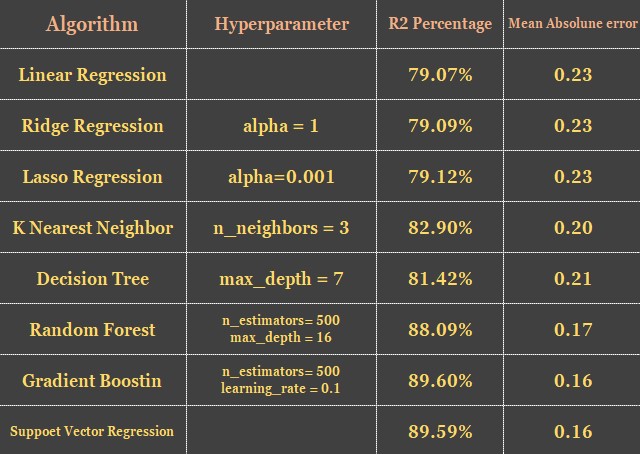 Algorithm Hyperparameter R2 Percentage Mean Absolune error
Linear Regression 79.07% 0.23
Ridge Regression alpha = 1 79.09% 0.23
Lasso Regression alpha=0.001 79.12% 0.23
K Nearest Neighbor n_neighbors = 3 82.90% 0.20
Decision Tree max_depth = 7 81.42% 0.21
Random Forest n_estimators= 500
max_depth = 16 88.09% 0.17
Gradient Boostin n_estimators= 500
learning_rate = 0.1 89.60% 0.16
Suppoet Vector Regression 89.59% 0.16